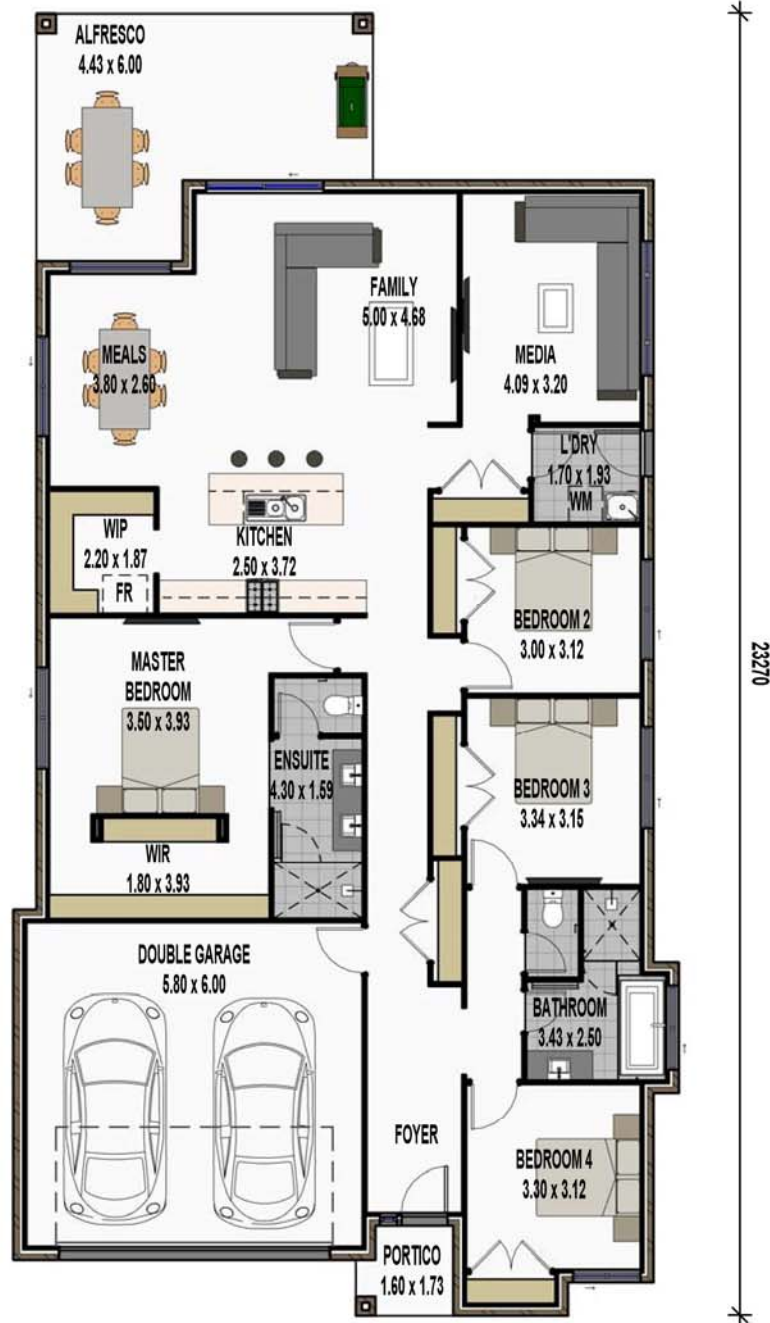 ALFRESCO
4.43 x 6.00
FAMILY
5.00 x 4.68
MEALS
3.80 x 2.60
MEDIA
4.09 x 3.20
L'DRY
1.70 x 1.93
WM
WIP
2.20 x 1.87
FR
KITCHEN
2.50 x 3.72
BEDROOM 2
3.00 x 3.12
23270
MASTER
BEDROOM
3.50 x 3.93
ENSUITE
4.30 x 1.59
BEDROOM 3
3.34 x 3.15
WIR
1.80 x 3.93
DOUBLE GARAGE
5.80 x 6.00
BATHROOM
3.43 x 2.50
FOYER
BEDROOM 4
3.30 x 3.12
PORTICO
1.60 x 1.73